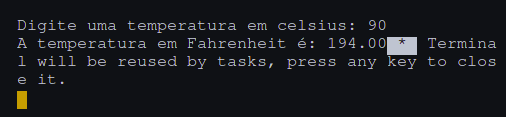 Digite uma temperatura em celsius: 90
A temperatura em Fahrenheit é: 194.00 *  Termina
l will be reused by tasks, press any key to clos
e it.